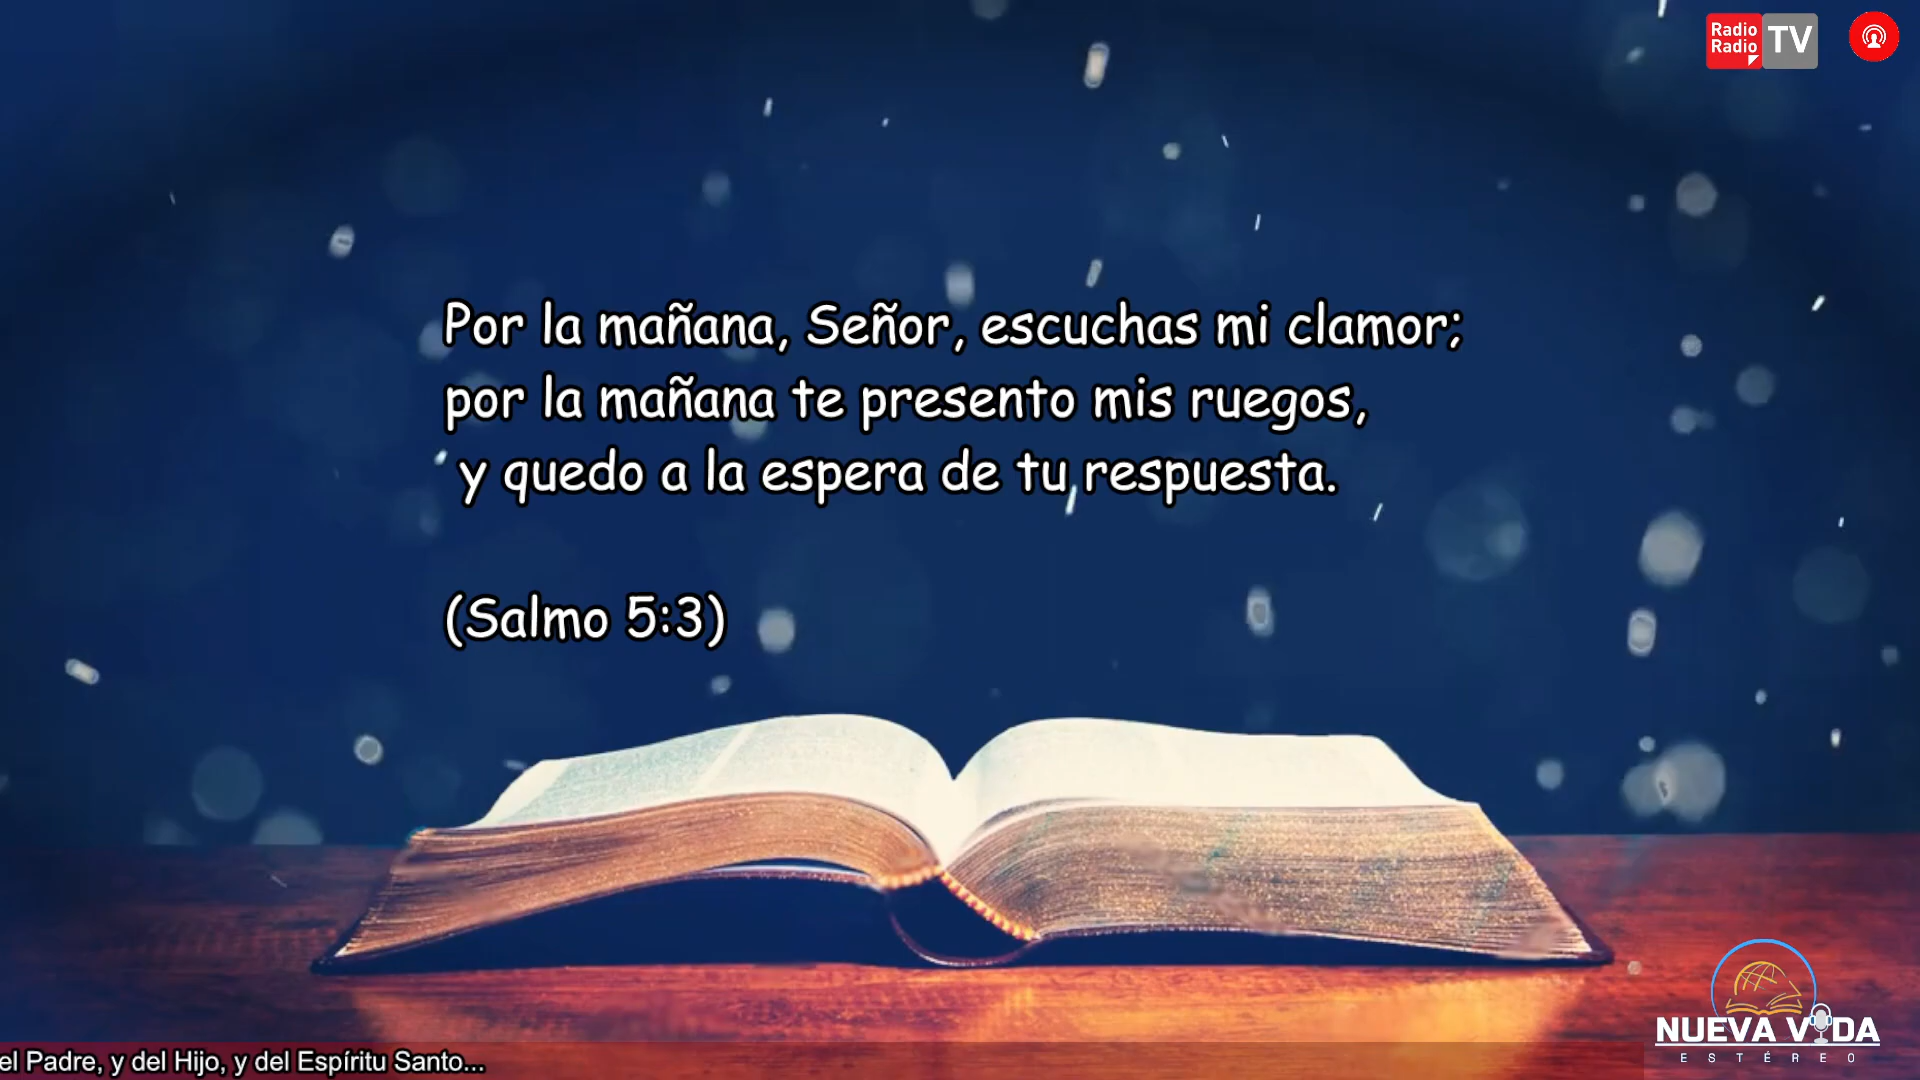 Radio
Radio
TV
Por la mañana, Señor, escuchas mi clamor;
por la mañana te presento mis ruegos,
y quedo a la espera de tu respuesta.
(Salmo 5:3)
NUEVA VIDA
ESTÉREO
el Padre, y del Hijo, y del Espíritu Santo...